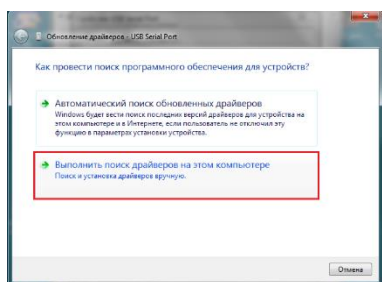 Обновление драйверов - USB Serial Port
Как провести поиск программного обеспечения для устройств?
Автоматический поиск обновленных драйверов
Windows будет вести поиск последних версий драйверов для устройства на
этом компьютере и в Интернете, если пользователь не отключил эту
функцию в параметрах установки устройства.
Выполнить поиск драйверов на этом компьютере
Поиск и установка драйверов вручную.
Отмена